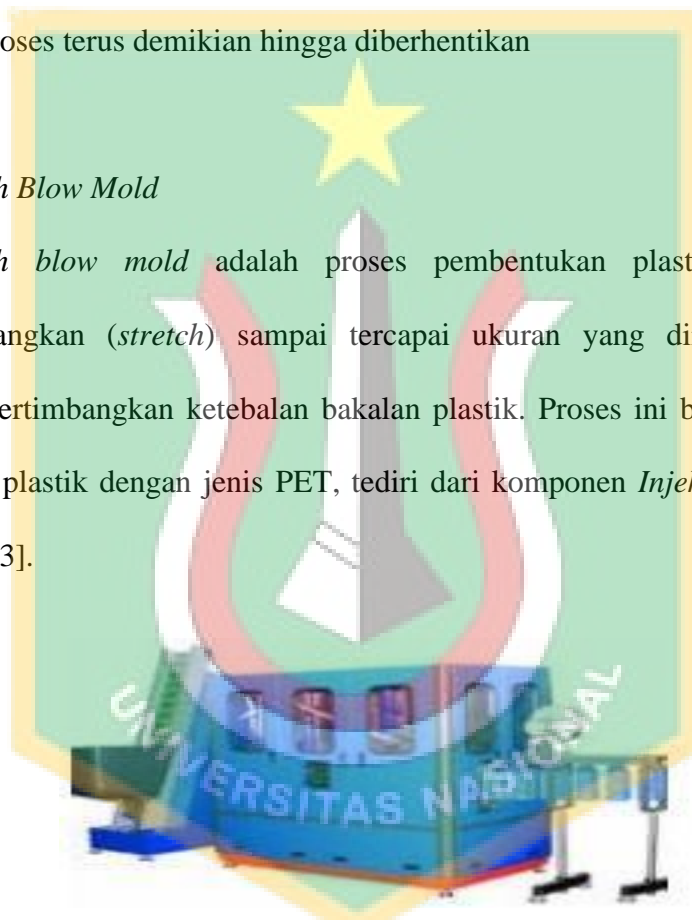 oses terus demikian hingga diberhentikan
h Blow Mold
h blow mold adalah proses pembentukan plast
angkan (stretch) sampai tercapai ukuran yang di
ertimbangkan ketebalan bakalan plastik. Proses ini b
plastik dengan jenis PET, tediri dari komponen Injek
3].
UNIVERSITAS NASIONAL